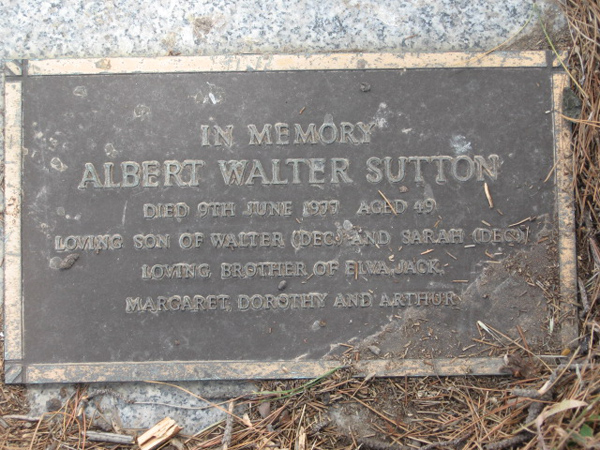 IN MEMORY
ALBERT WALTER SUTTON
DIED 9TH JUNE 1977 AGED 49
LOVING SON OF WALTER (DEC) AND SARAH (DEC)
LOVING BROTHER OF ELVA, JACK,
MARGARET, DOROTHY AND ARTHUR